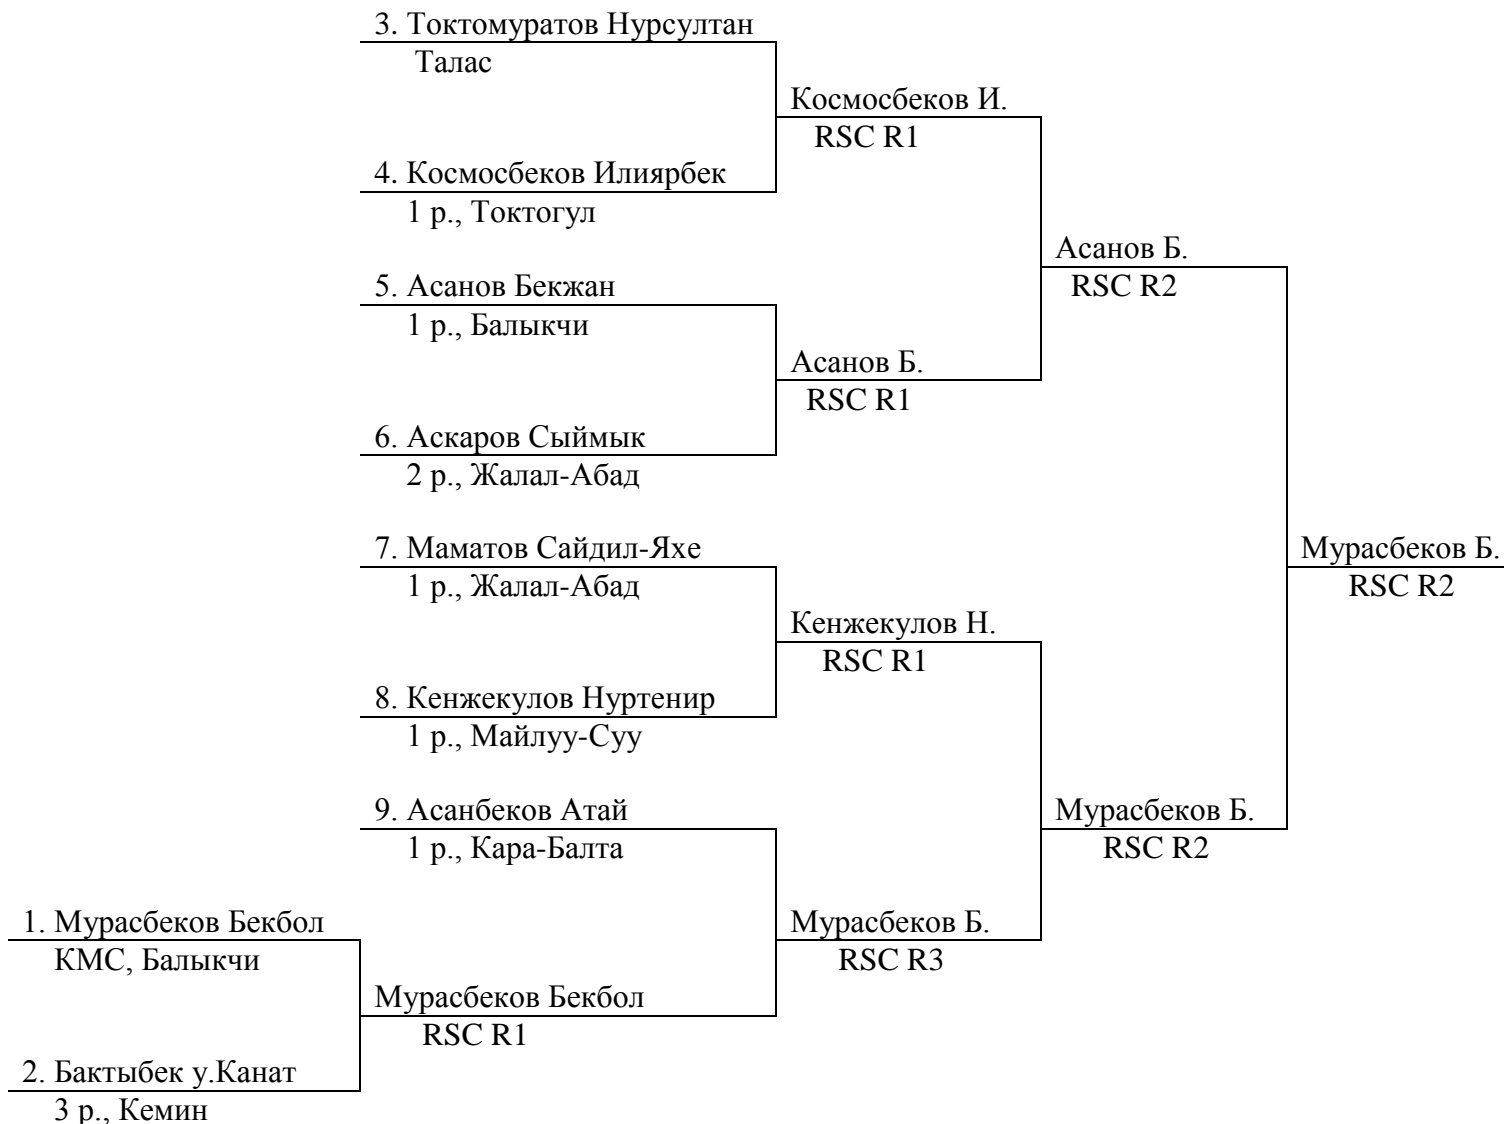 3. Токтомуратов Нурсултан
Талас
Космосбеков И.
RSC R1
4. Космосбеков Илиярбек
1 р., Токтогул
Асанов Б.
RSC R2
5. Асанов Бекжан
1 р., Балыкчи
Асанов Б.
RSC R1
6. Аскаров Сыймык
2 р., Жалал-Абад
7. Маматов Сайдил-Яхе
1 р., Жалал-Абад
Мурасбеков Б.
RSC R2
Кенжекулов Н.
RSC R1
8. Кенжекулов Нуртенир
1 р., Майлуу-Суу
9. Асанбеков Атай
1 р., Кара-Балта
Мурасбеков Б.
RSC R2
1. Мурасбеков Бекбол
КМС, Балыкчи
Мурасбеков Б.
RSC R3
Мурасбеков Бекбол
RSC R1
2. Бактыбек у.Канат
3 р., Кемин